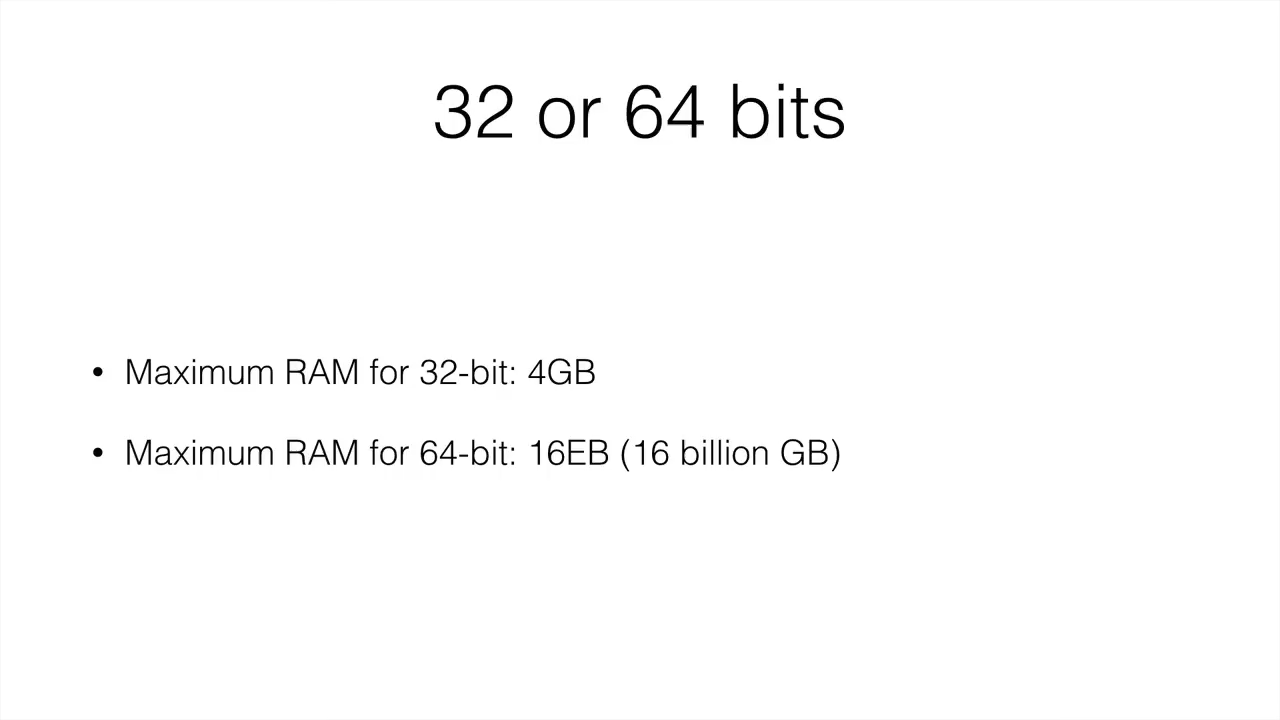 32 or 64 bits
• Maximum RAM for 32-bit: 4GB
• Maximum RAM for 64-bit: 16EB (16 billion GB)